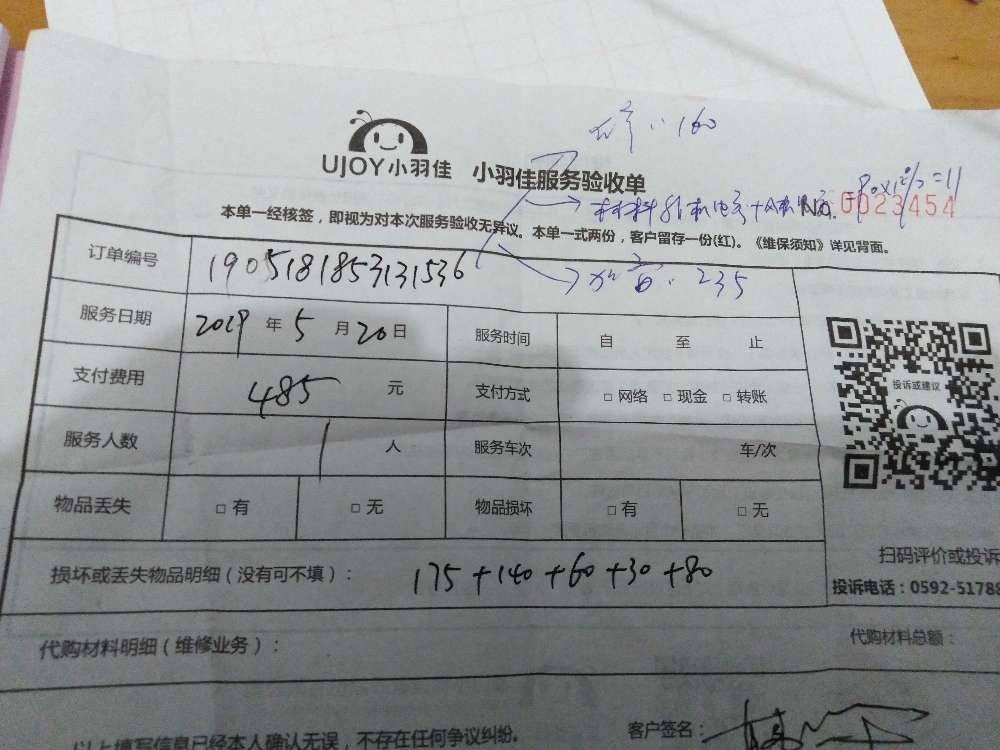 160
UJOY小羽佳 小羽佳服务验收单
材料 No. 0023454
本单一经核签，即视为对本次服务验收无异议。本单一式两份，客户留存一份(红)。《维保须知》详见背面。
订单编号 1905181853131536 235
服务日期 2019 年 5 月 20 日 服务时间 自 至 止
支付费用 485 元 支付方式 □ 网络 □ 现金 □ 转账
投诉或建议
服务人数 1 人 服务车次 车/次
物品丢失 □ 有 □ 无 物品损坏 □ 有 □ 无
扫码评价或投诉
损坏或丢失物品明细（没有可不填）： 175+140+60+30+80
投诉电话：0592-51788
代购材料明细（维修业务）： 代购材料总额：
客户签名：
以上填写信息已经本人确认无误，不存在任何争议纠纷.